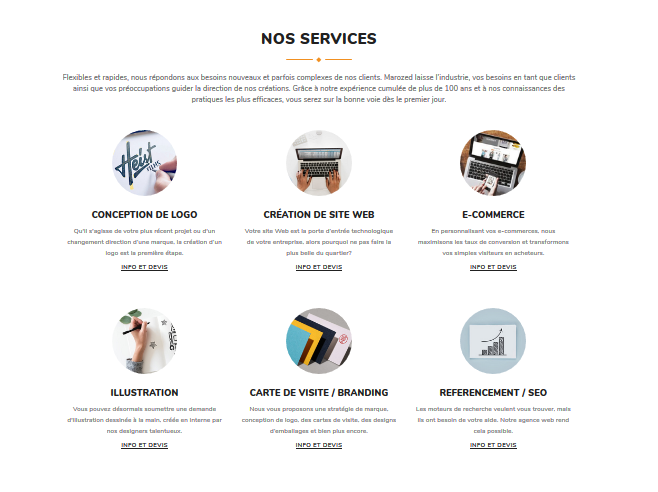 NOS SERVICES
Flexibles et rapides, nous répondons aux besoins nouveaux et parfois complexes de nos clients. Marozed laisse l'industrie, vos besoins en tant que clients
ainsi que vos préoccupations guider la direction de nos créations. Grâce à notre expérience cumulée de plus de 100 ans et à nos connaissances des
pratiques les plus efficaces, vous serez sur la bonne voie dès le premier jour.
Heist
CONCEPTION DE LOGO
Qu'il s'agisse de votre plus récent projet ou d'un
changement direction d'une marque, la création d'un
logo est la première étape.
INFO ET DEVIS
CRÉATION DE SITE WEB
Votre site Web est la porte d'entrée technologique
de votre entreprise, alors pourquoi ne pas faire la
plus belle du quartier?
INFO ET DEVIS
E-COMMERCE
En personnalisant vos e-commerces, nous
maximisons les taux de conversion et transformons
vos simples visiteurs en acheteurs.
INFO ET DEVIS
ILLUSTRATION
Vous pouvez désormais soumettre une demande
d'illustration dessinée à la main, créée en interne par
nos designers talentueux.
INFO ET DEVIS
CARTE DE VISITE / BRANDING
Nous vous proposons une stratégie de marque,
conception de logo, des cartes de visite, des designs
d'emballages et bien plus encore.
INFO ET DEVIS
REFERENCEMENT / SEO
Les moteurs de recherche veulent vous trouver, mais
ils ont besoin de votre aide. Notre agence web rend
cela possible.
INFO ET DEVIS